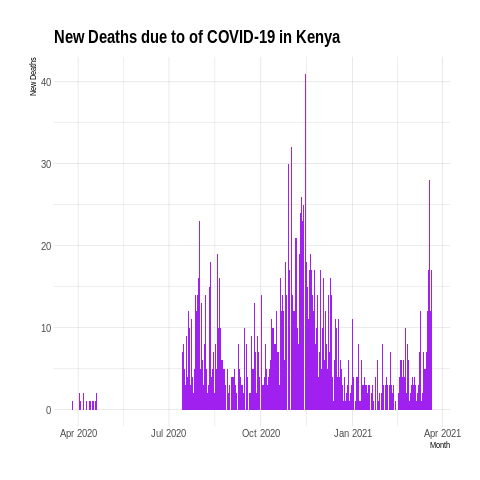 New Deaths due to of COVID-19 in Kenya
New Deaths
40
30
20
10
0
Apr 2020
Jul 2020
Oct 2020
Jan 2021
Apr 2021
Month